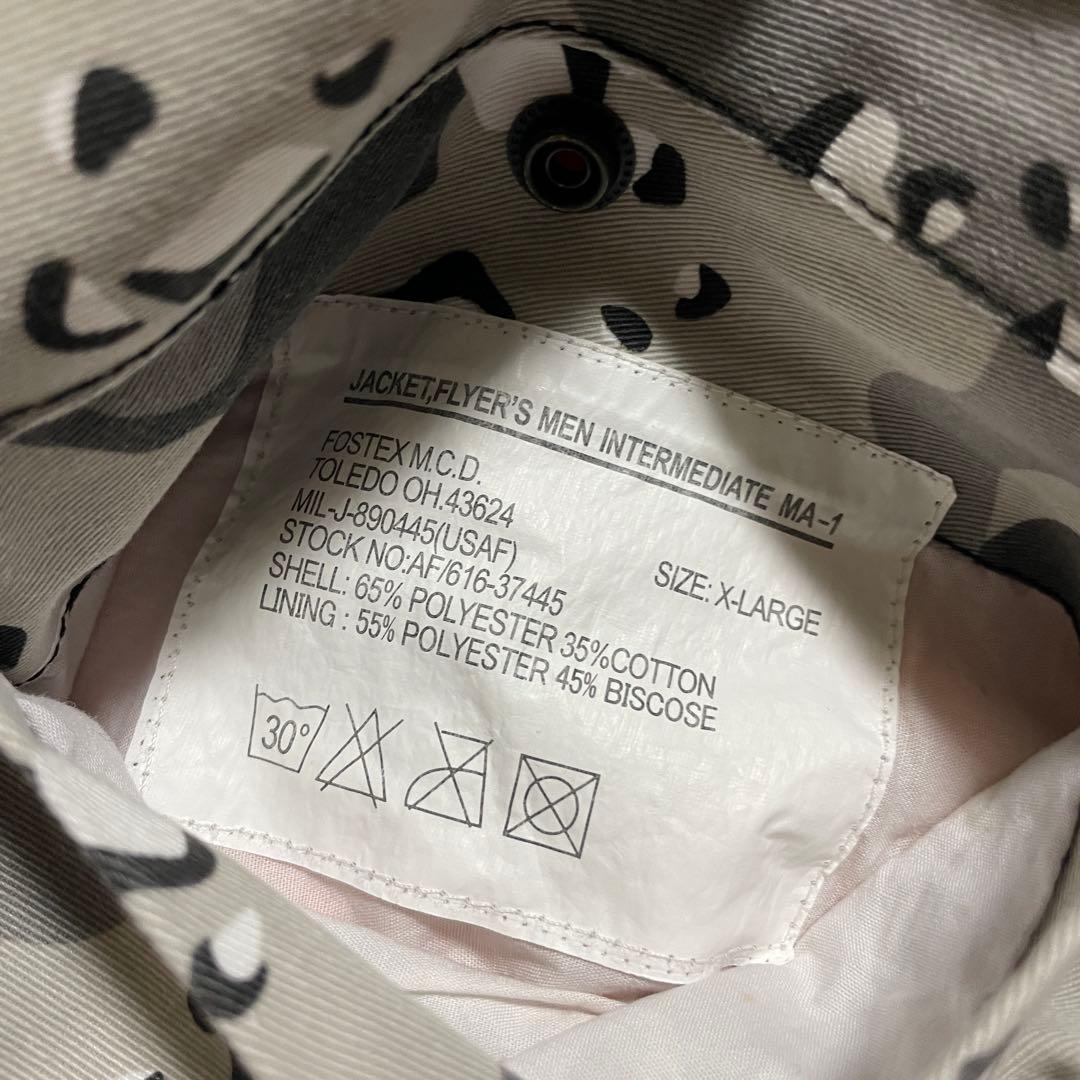 JACKET,FLYER'S MEN INTERMEDIATE MA-1
FOSTEX M.C.D.
TOLEDO OH.43624
MIL-J-890445(USAF)
STOCK NO:AF/616-37445
SIZE: X-LARGE
SHELL: 65% POLYESTER 35%COTTON
LINING : 55% POLYESTER 45% BISCOSE
30°